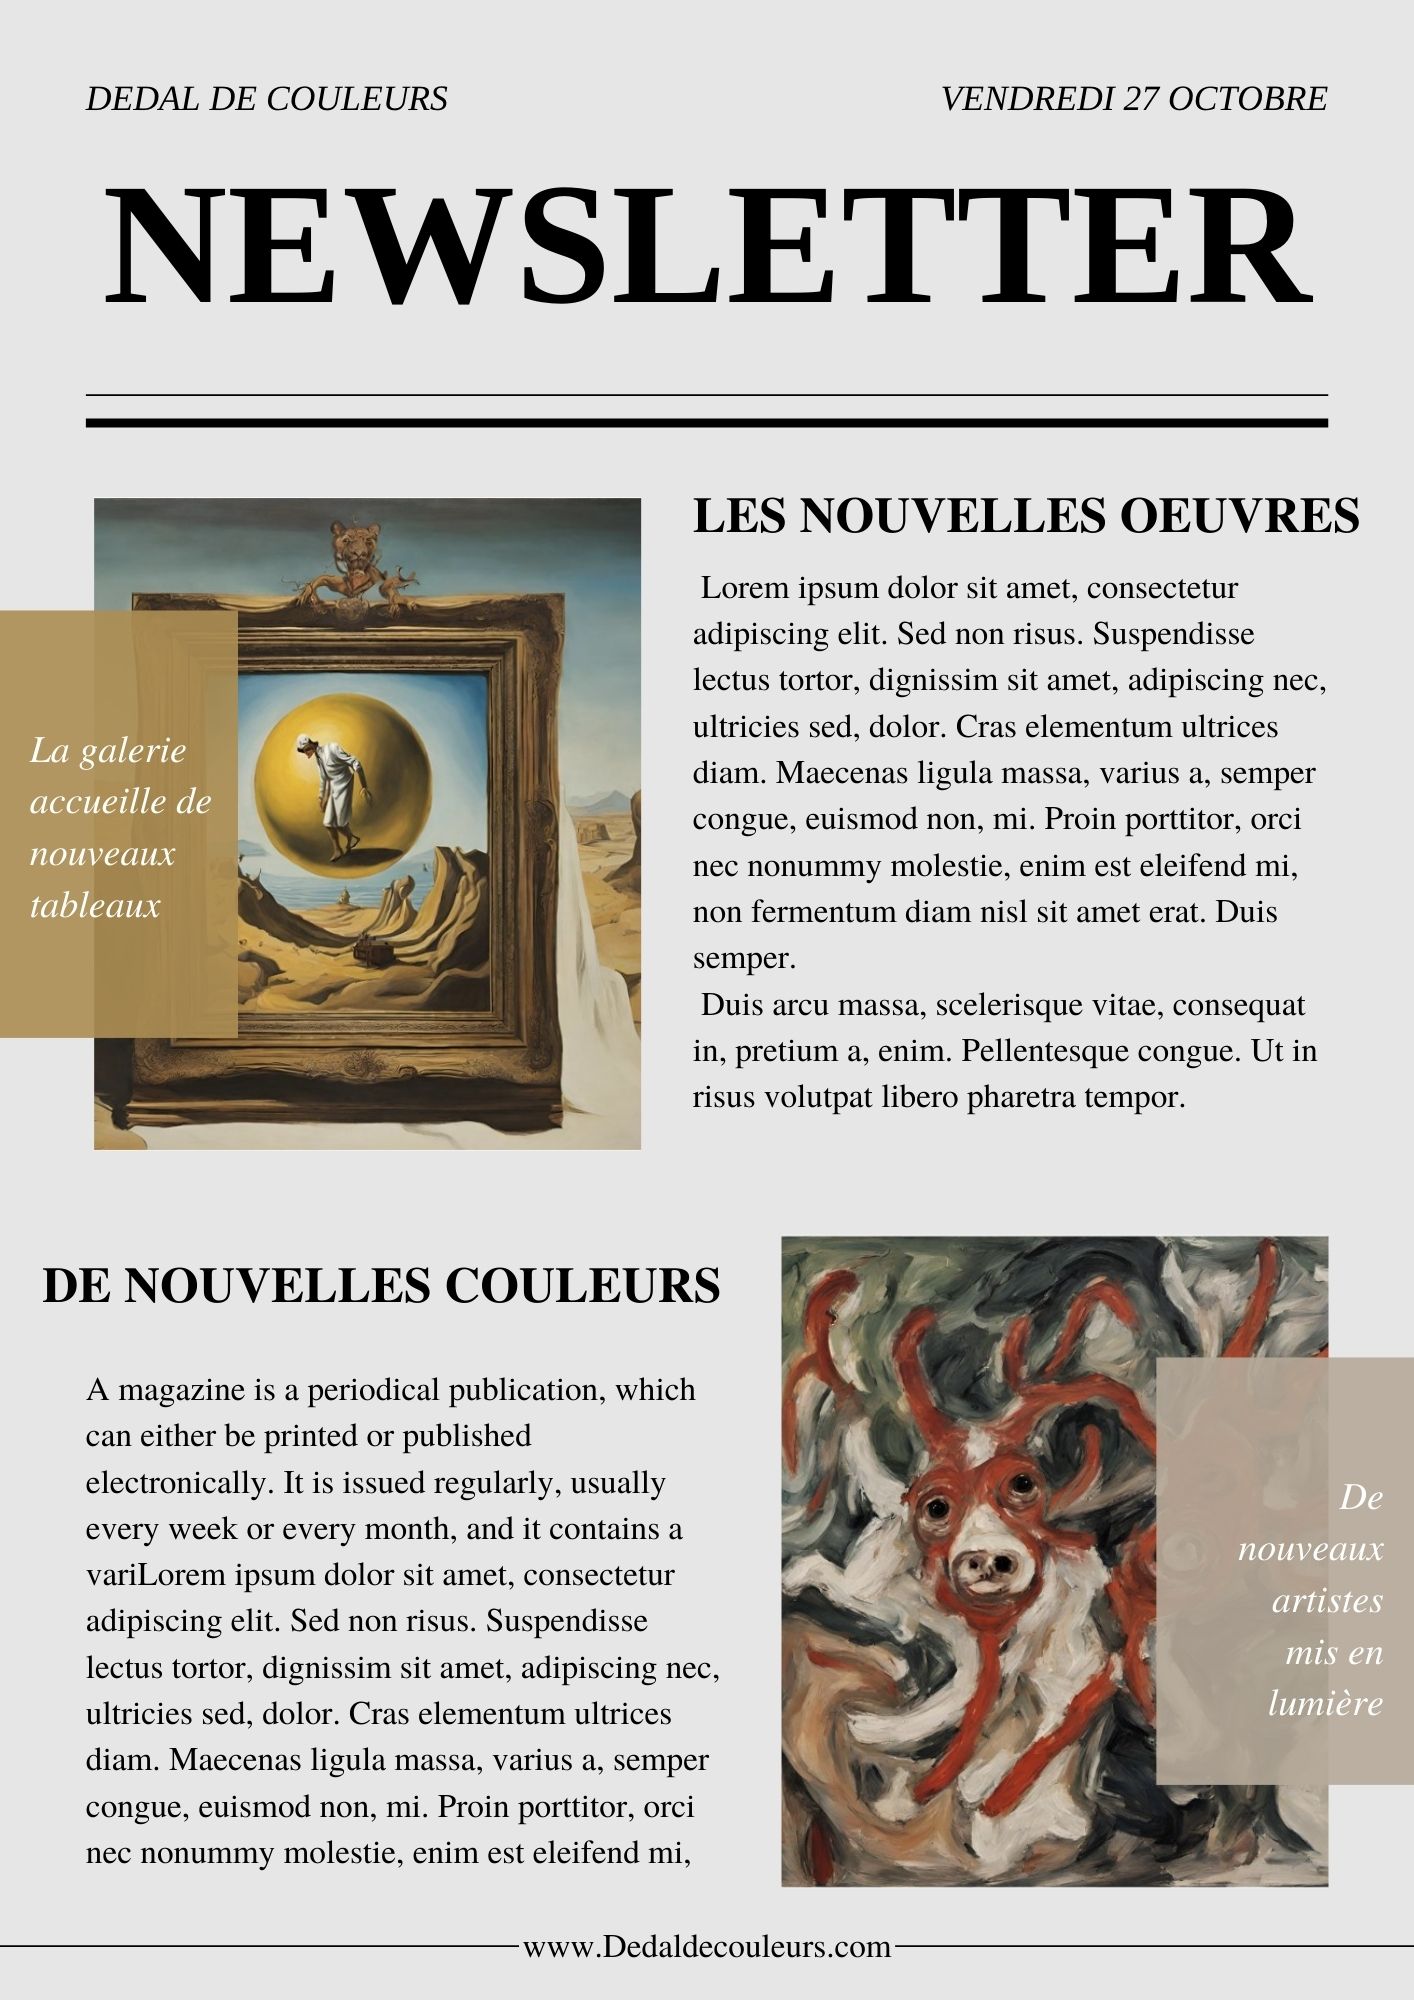 DEDAL DE COULEURS
VENDREDI 27 OCTOBRE
NEWSLETTER
La galerie
accueille de
nouveaux
tableaux
LES NOUVELLES OEUVRES
Lorem ipsum dolor sit amet, consectetur
adipiscing elit. Sed non risus. Suspendisse
lectus tortor, dignissim sit amet, adipiscing nec,
ultricies sed, dolor. Cras elementum ultrices
diam. Maecenas ligula massa, varius a, semper
congue, euismod non, mi. Proin porttitor, orci
nec nonummy molestie, enim est eleifend mi,
non fermentum diam nisl sit amet erat. Duis
semper.
Duis arcu massa, scelerisque vitae, consequat
in, pretium a, enim. Pellentesque congue. Ut in
risus volutpat libero pharetra tempor.
DE NOUVELLES COULEURS
A magazine is a periodical publication, which
can either be printed or published
electronically. It is issued regularly, usually
every week or every month, and it contains a
variLorem ipsum dolor sit amet, consectetur
adipiscing elit. Sed non risus. Suspendisse
lectus tortor, dignissim sit amet, adipiscing nec,
ultricies sed, dolor. Cras elementum ultrices
diam. Maecenas ligula massa, varius a, semper
congue, euismod non, mi. Proin porttitor, orci
nec nonummy molestie, enim est eleifend mi,
De
nouveaux
artistes
mis en
lumière
www.Dedaldecouleurs.com